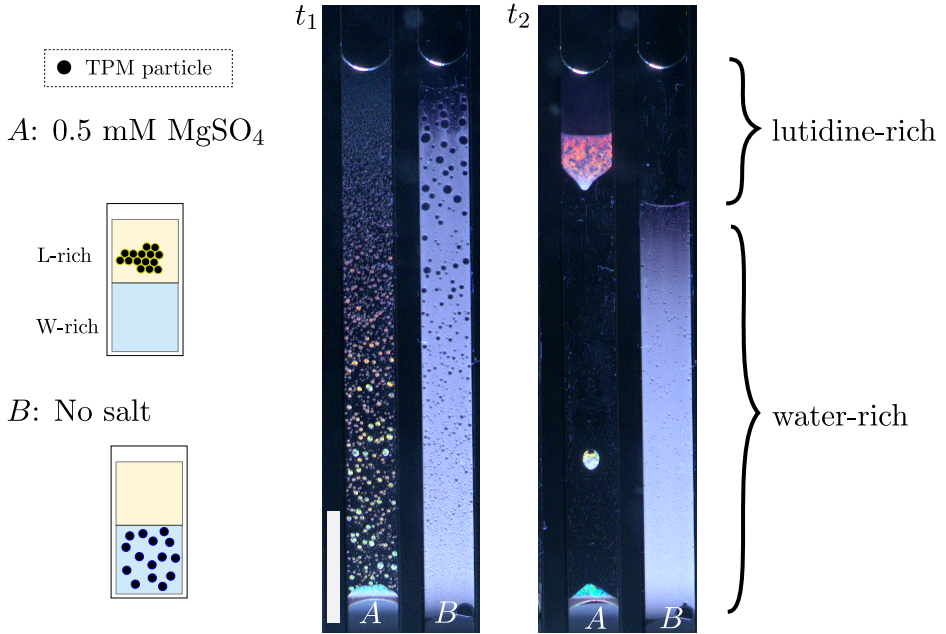 TPM particle
A: 0.5 mM MgSO₄
L-rich
W-rich
B: No salt
t₁
A
B
t₂
A
B
lutidine-rich
water-rich